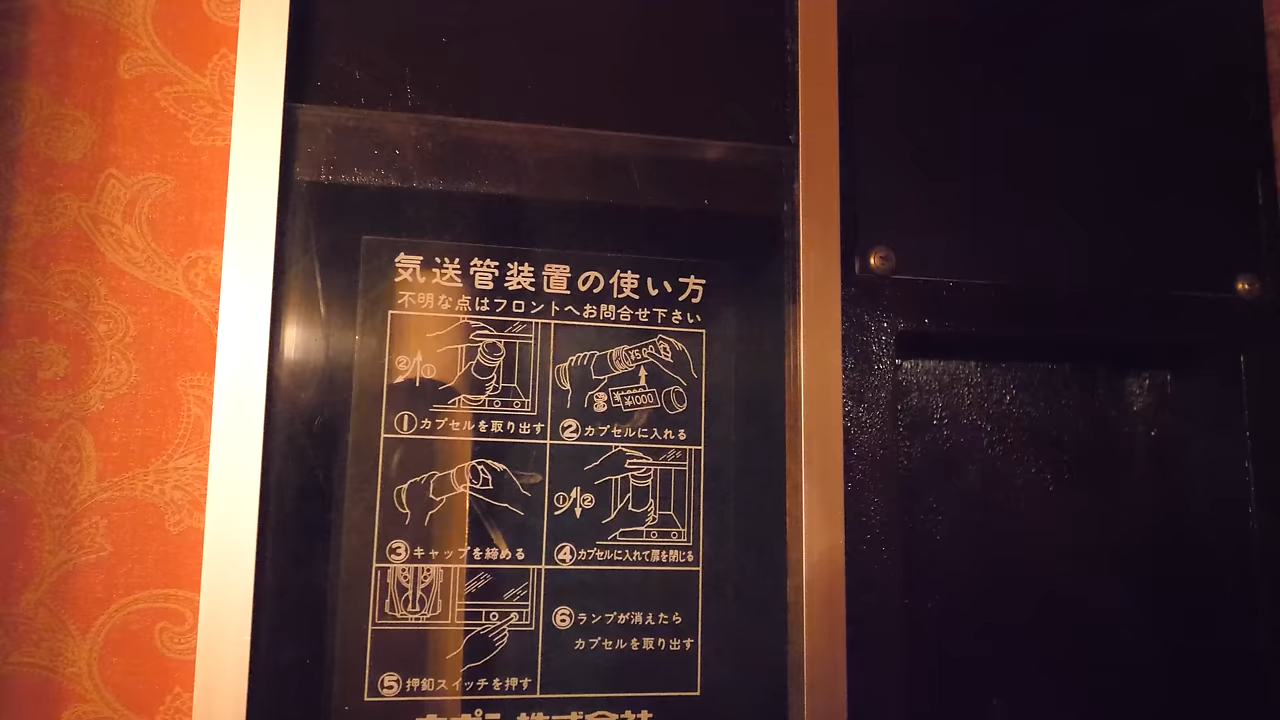 気送管装置の使い方
不明な点はフロントへお問合せ下さい
② ①
①カプセルを取り出す
¥500
¥1000
②カプセルに入れる
③キャップを締める
① ②
④カプセルに入れて扉を閉じる
⑤押釦スイッチを押す
⑥ランプが消えたら
カプセルを取り出す
株式会社